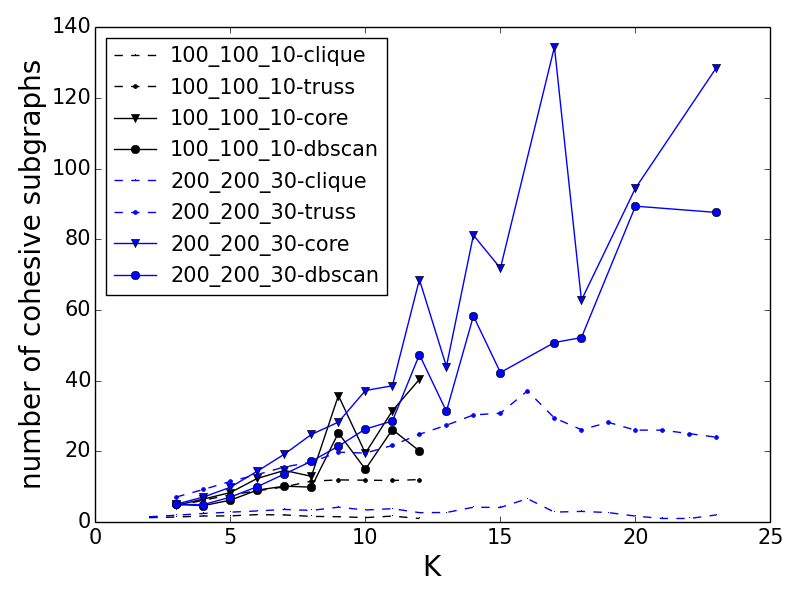 number of cohesive subgraphs
140
120
100
80
60
40
20
0
100_100_10-clique
100_100_10-truss
100_100_10-core
100_100_10-dbscan
200_200_30-clique
200_200_30-truss
200_200_30-core
200_200_30-dbscan
0 5 10 15 20 25
K